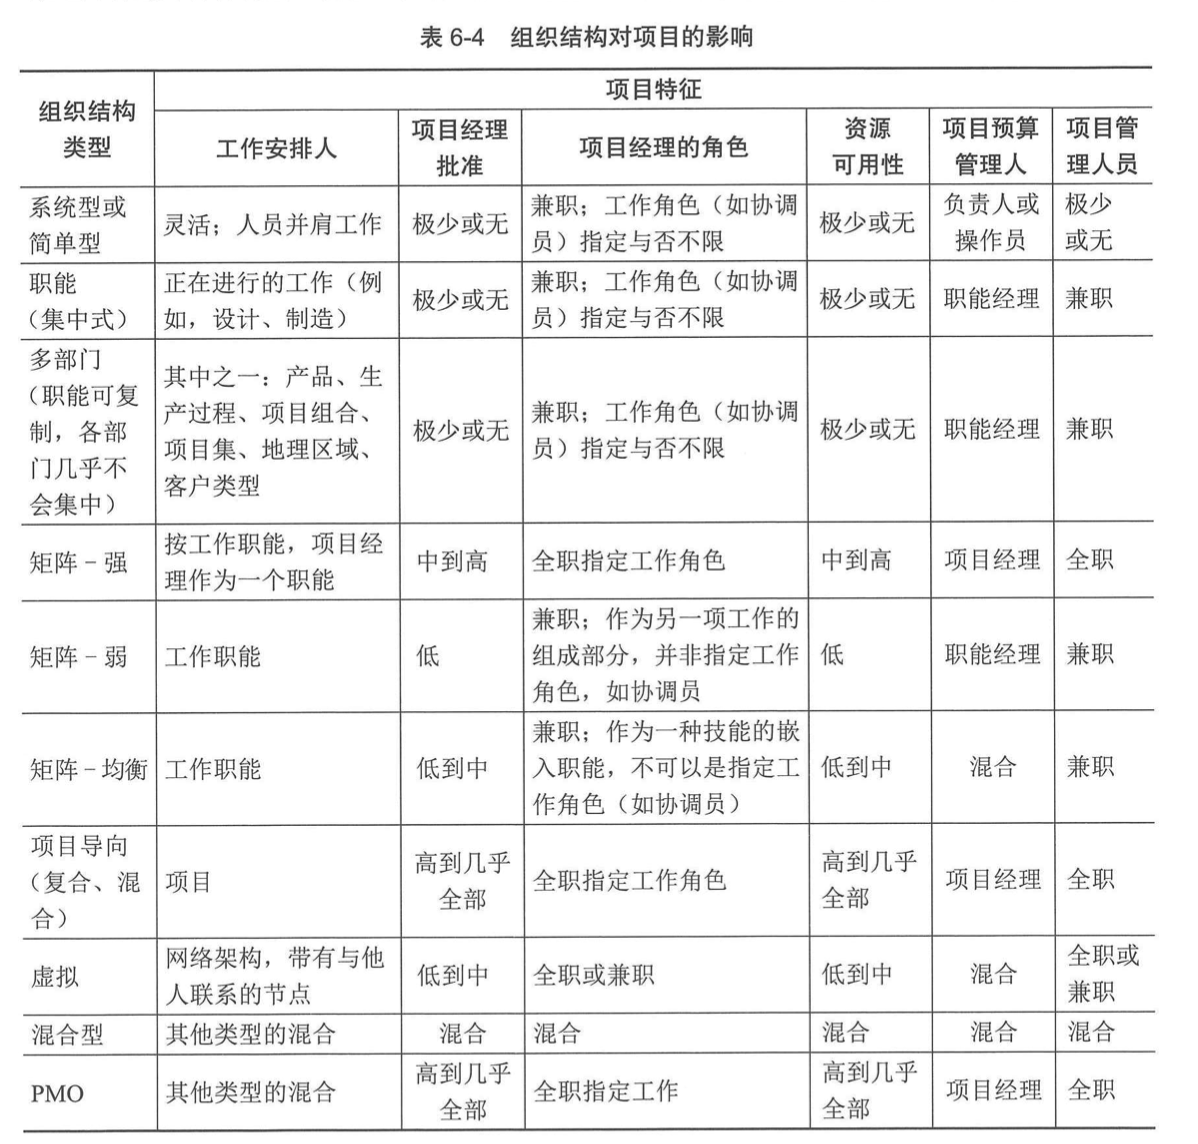 表 6-4 组织结构对项目的影响
组织结构
类型
项目特征
工作安排人
项目经理
批准
项目经理的角色
资源
可用性
项目预算
管理人
项目管
理人员
系统型或
简单型
灵活；人员并肩工作
极少或无
兼职；工作角色（如协调
员）指定与否不限
极少或无
负责人或
操作员
极少
或无
职能
（集中式）
正在进行的工作（例
如，设计、制造）
极少或无
兼职；工作角色（如协调
员）指定与否不限
极少或无
职能经理
兼职
多部门
（职能可复
制，各部
门几乎不
会集中）
其中之一：产品、生
产过程、项目组合、
项目集、地理区域、
客户类型
极少或无
兼职；工作角色（如协调
员）指定与否不限
极少或无
职能经理
兼职
矩阵－强
按工作职能，项目经
理作为一个职能
中到高
全职指定工作角色
中到高
项目经理
全职
矩阵－弱
工作职能
低
兼职；作为另一项工作的
组成部分，并非指定工作
角色，如协调员
低
职能经理
兼职
矩阵－均衡
工作职能
低到中
兼职；作为一种技能的嵌
入职能，不可以是指定工
作角色（如协调员）
低到中
混合
兼职
项目导向
（复合、混
合）
项目
高到几乎
全部
全职指定工作角色
高到几乎
全部
项目经理
全职
虚拟
网络架构，带有与他
人联系的节点
低到中
全职或兼职
低到中
混合
全职或
兼职
混合型
其他类型的混合
混合
混合
混合
混合
混合
PMO
其他类型的混合
高到几乎
全部
全职指定工作
高到几乎
全部
项目经理
全职